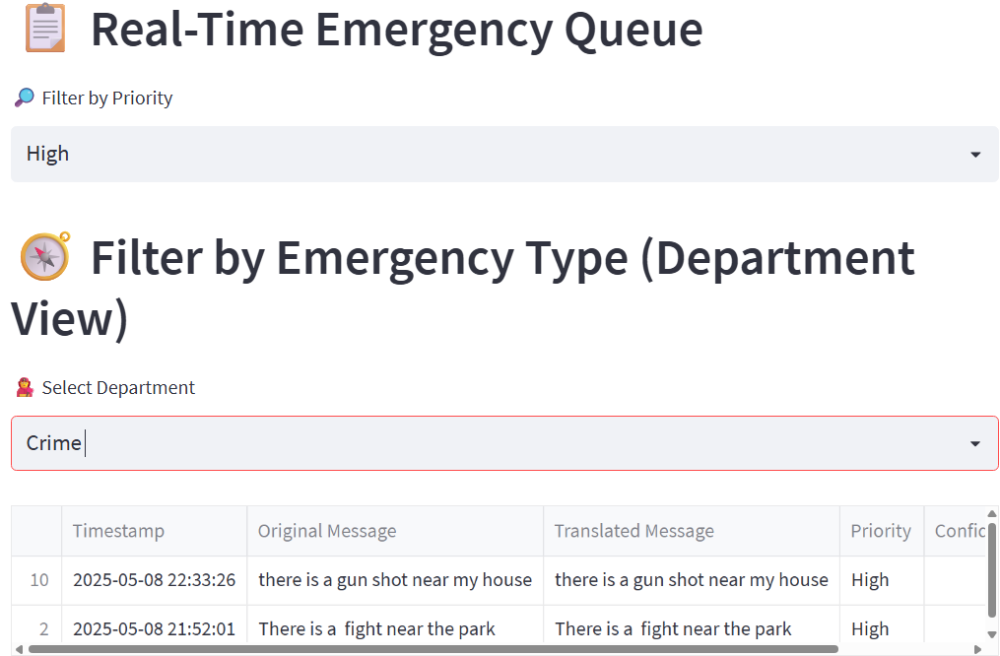 Real-Time Emergency Queue
Filter by Priority
High
Filter by Emergency Type (Department
View)
Select Department
Crime
Timestamp Original Message Translated Message Priority Confic
10 2025-05-08 22:33:26 there is a gun shot near my house there is a gun shot near my house High
2 2025-05-08 21:52:01 There is a  fight near the park There is a  fight near the park High